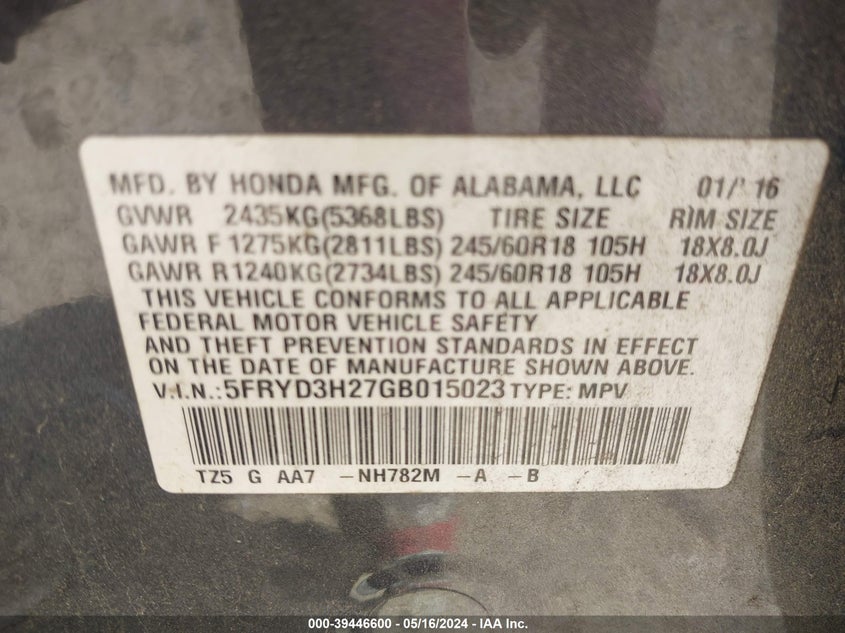 MFD. BY HONDA MFG. OF ALABAMA, LLC 01/16
GVWR 2435KG(5368LBS) TIRE SIZE RIM SIZE
GAWR F 1275KG(2811LBS) 245/60R18 105H 18X8.0J
GAWR R1240KG(2734LBS) 245/60R18 105H 18X8.0J
THIS VEHICLE CONFORMS TO ALL APPLICABLE
FEDERAL MOTOR VEHICLE SAFETY
AND THEFT PREVENTION STANDARDS IN EFFECT
ON THE DATE OF MANUFACTURE SHOWN ABOVE.
V.I.N.:5FRYD3H27GB015023 TYPE: MPV
TZ5 G AA7 -NH782M -A -B
000-39446600 - 05/16/2024 - IAA Inc.